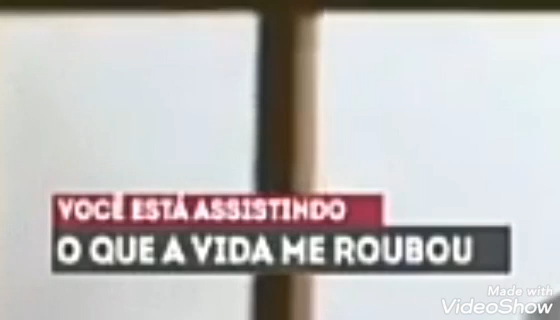 VOCÊ ESTÁ ASSISTINDO
O QUE A VIDA ME ROUBOU
Made with
VideoShow